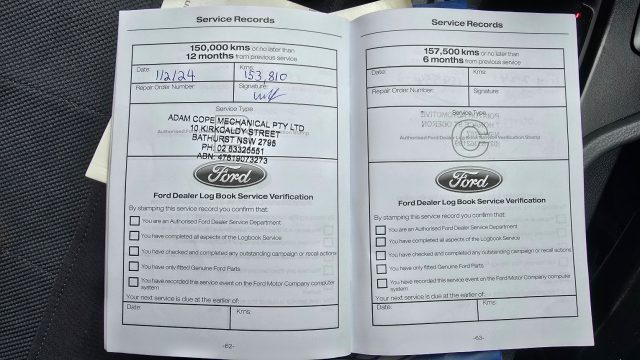 Service Records
150,000 kms or no later than
12 months from previous service
Date: 1/2/24 Kms: 153,810
Repair Order Number: Signature:
Service Type
ADAM COPE MECHANICAL PTY LTD
10 KIRKCALDY STREET
BATHURST NSW 2795
PH: 02 63325551
ABN: 47619073273
Ford
Ford Dealer Log Book Service Verification
By stamping this service record you confirm that:
You are an Authorised Ford Dealer Service Department
You have completed all aspects of the Logbook Service
You have checked and completed any outstanding campaign or recall actions
You have only fitted Genuine Ford Parts
You have recorded this service event on the Ford Motor Company computer
system
Your next service is due at the earlier of:
Date: Kms:
-62-
Service Records
157,500 kms or no later than
6 months from previous service
Date: Kms:
Repair Order Number: Signature:
Service Type
Authorised Ford Dealer Log Book Service Verification Stamp
Ford
Ford Dealer Log Book Service Verification
By stamping this service record you confirm that:
You are an Authorised Ford Dealer Service Department
You have completed all aspects of the Logbook Service
You have checked and completed any outstanding campaign or recall actions
You have only fitted Genuine Ford Parts
You have recorded this service event on the Ford Motor Company computer
system
Your next service is due at the earlier of:
Date: Kms:
-63-